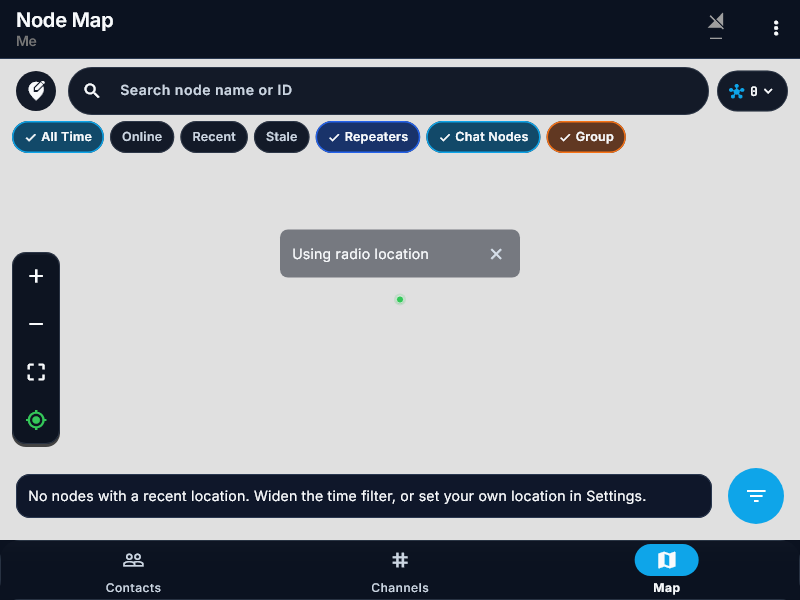 Node Map
Me
Search node name or ID
0
All Time
Online
Recent
Stale
Repeaters
Chat Nodes
Group
Using radio location
No nodes with a recent location. Widen the time filter, or set your own location in Settings.
Contacts
Channels
Map